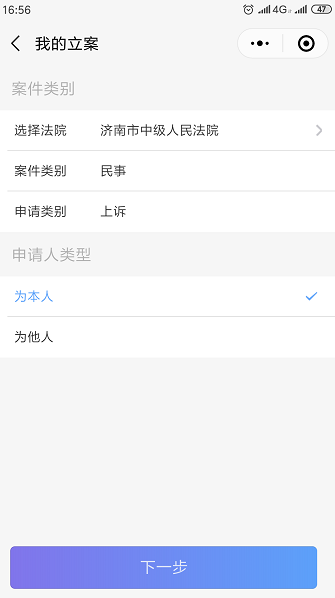 16:56 4G 47
我的立案
案件类别
选择法院 济南市中级人民法院
案件类别 民事
申请类别 上诉
申请人类型
为本人
为他人
下一步